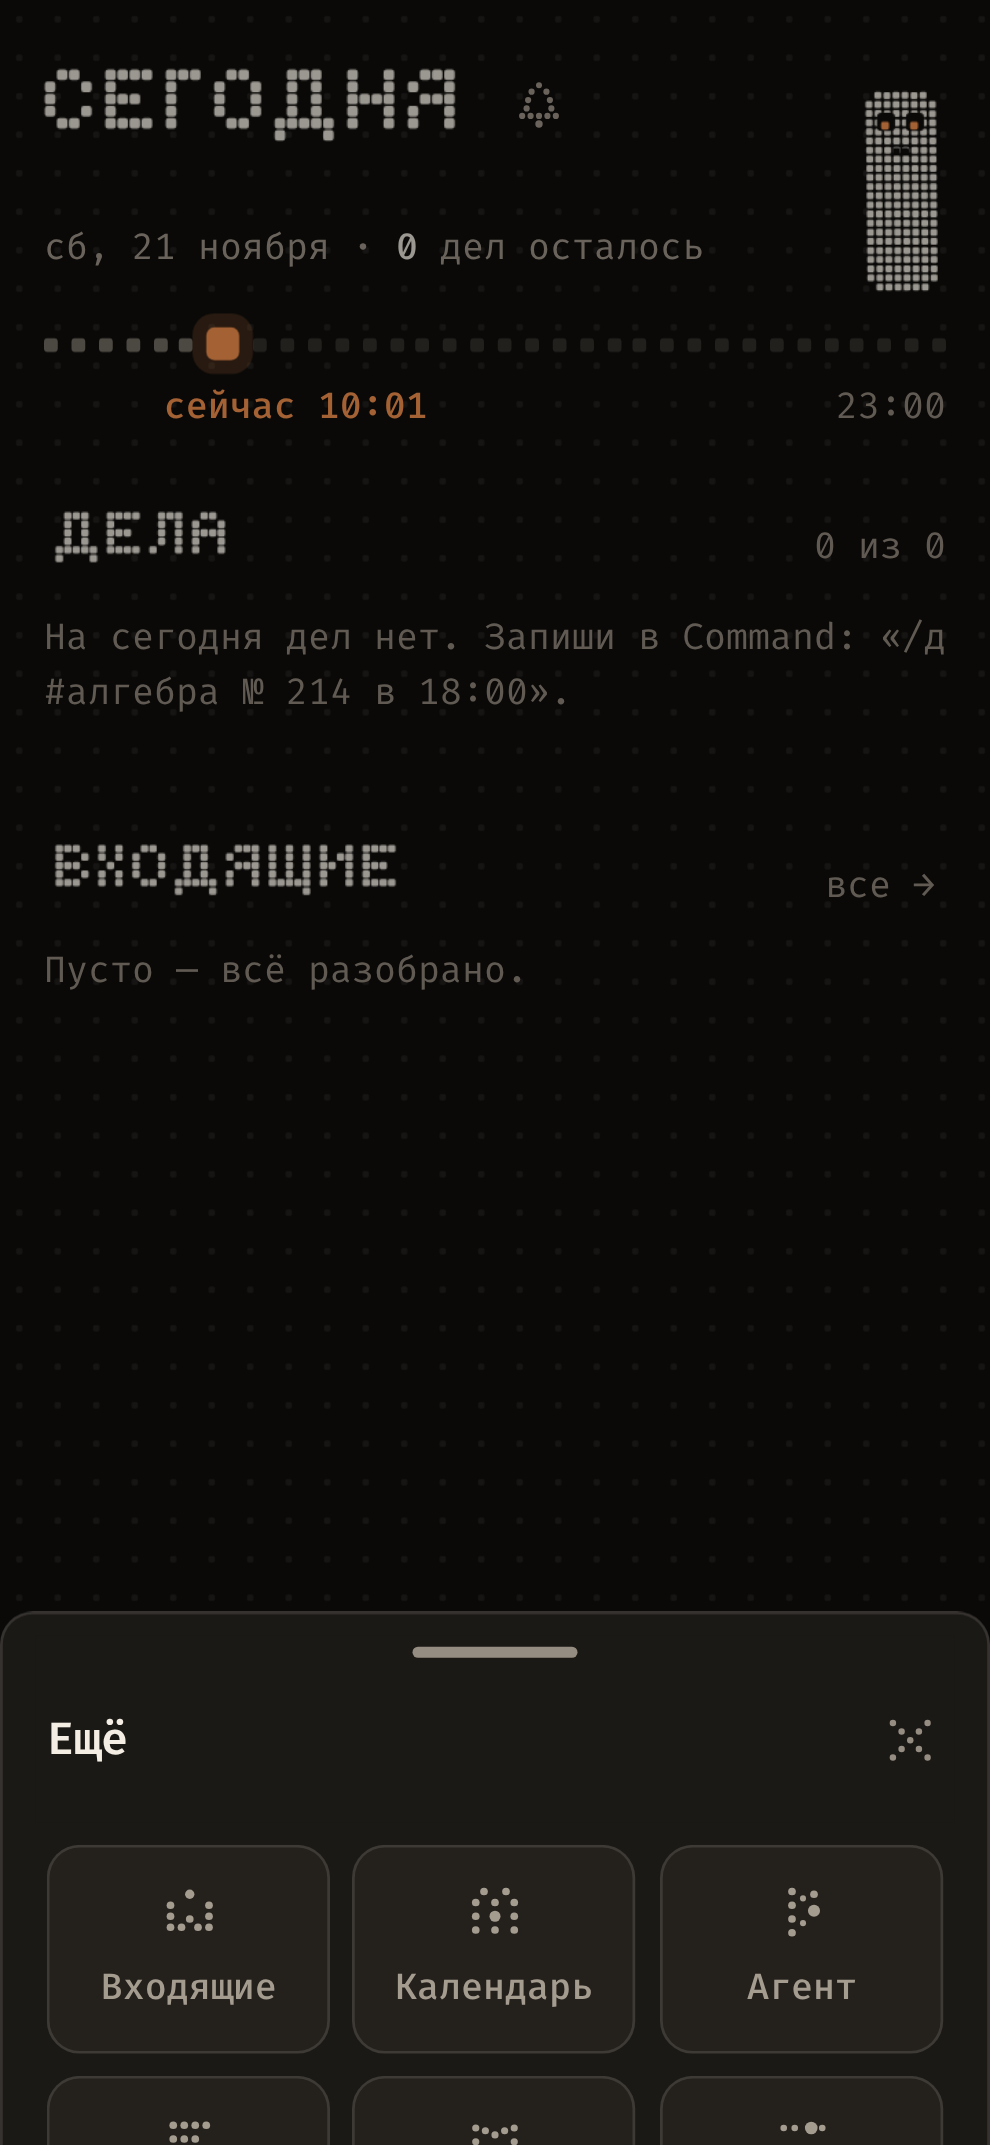 СЕГОДНЯ
сб, 21 ноября · 0 дел осталось
сейчас 10:01
23:00
ДЕЛА
0 из 0
На сегодня дел нет. Запиши в Command: «/д
#алгебра № 214 в 18:00».
ВХОДЯЩИЕ
все →
Пусто — всё разобрано.
Ещё
Входящие
Календарь
Агент